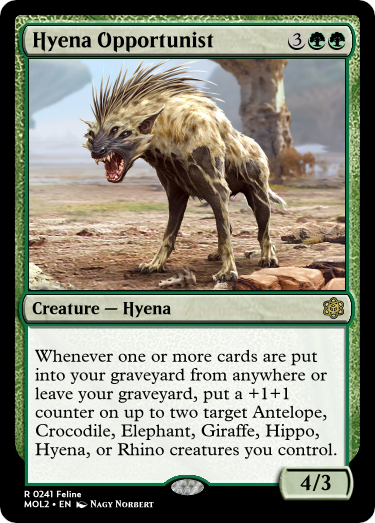 Hyena Opportunist 3
Creature — Hyena
Whenever one or more cards are put
into your graveyard from anywhere or
leave your graveyard, put a +1+1
counter on up to two target Antelope,
Crocodile, Elephant, Giraffe, Hippo,
Hyena, or Rhino creatures you control.
4/3
R 0241 Feline
MOL2 • EN Nagy Norbert